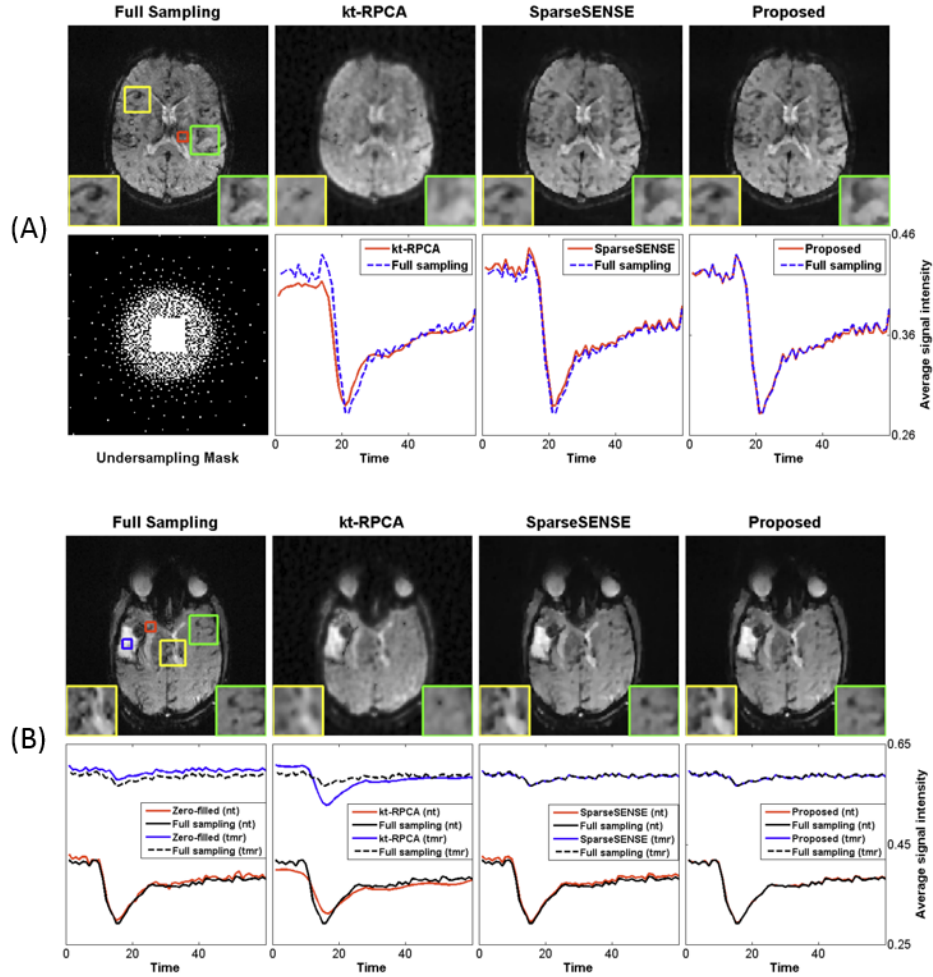 Full Sampling kt-RPCA SparseSENSE Proposed
(A)
0.46
kt-RPCA
Full sampling
SparseSENSE
Full sampling
Proposed
Full sampling
0.36
Average signal intensity
0.26
0 20 40
0 20 40
0 20 40
Undersampling Mask Time Time Time
Full Sampling kt-RPCA SparseSENSE Proposed
(B)
0.65
Zero-filled (nt)
Full sampling (nt)
Zero-filled (tmr)
Full sampling (tmr)
kt-RPCA (nt)
Full sampling (nt)
kt-RPCA (tmr)
Full sampling (tmr)
SparseSENSE (nt)
Full sampling (nt)
SparseSENSE (tmr)
Full sampling (tmr)
Proposed (nt)
Full sampling (nt)
Proposed (tmr)
Full sampling (tmr)
0.45
Average signal intensity
0.25
0 20 40
0 20 40
0 20 40
0 20 40 60
Time Time Time Time